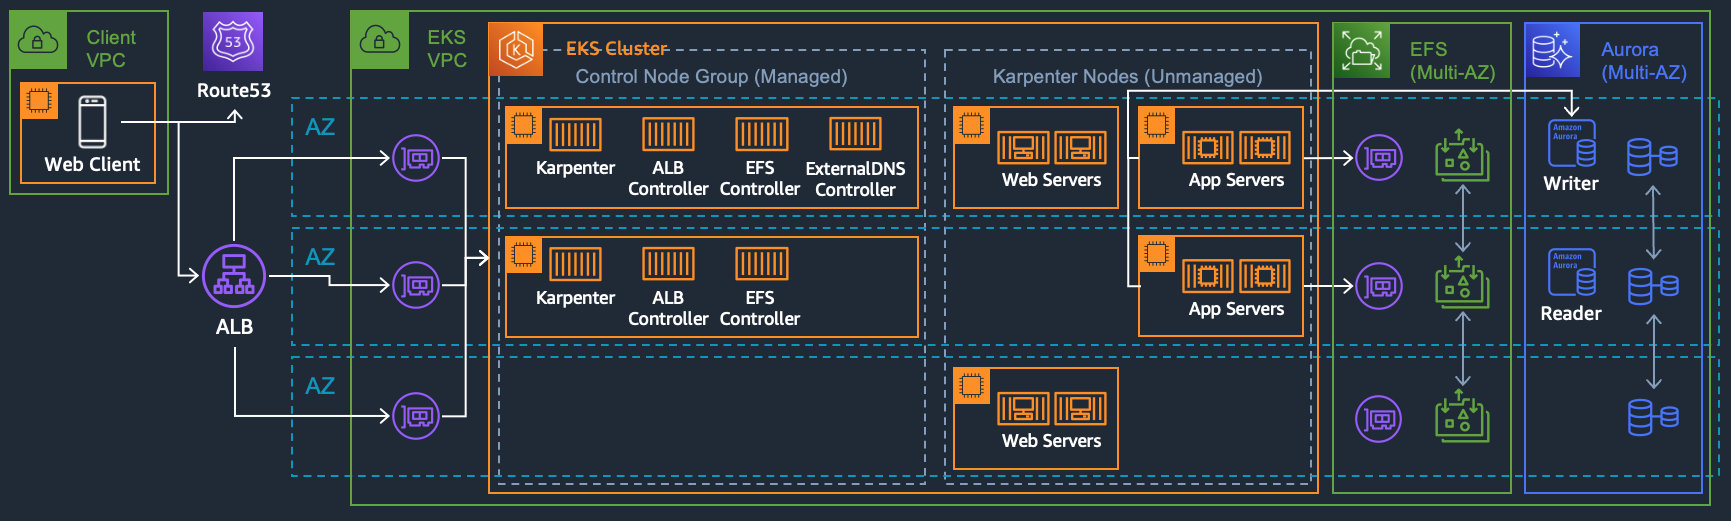 Client
VPC
53
Route53
EKS
VPC
K
EKS Cluster
Control Node Group (Managed)
Karpenter Nodes (Unmanaged)
EFS
(Multi-AZ)
Aurora
(Multi-AZ)
Web Client
AZ
Karpenter
ALB
Controller
EFS
Controller
ExternalDNS
Controller
Web Servers
App Servers
Amazon
Aurora
Writer
ALB
AZ
Karpenter
ALB
Controller
EFS
Controller
App Servers
Amazon
Aurora
Reader
AZ
Web Servers